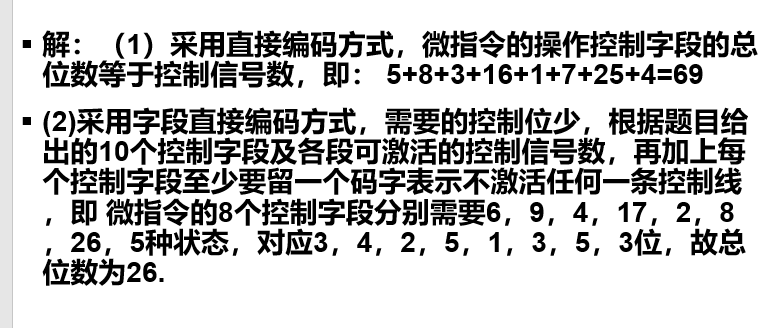 ▪ 解：（1）采用直接编码方式，微指令的操作控制字段的总
位数等于控制信号数，即： 5+8+3+16+1+7+25+4=69
▪ (2)采用字段直接编码方式，需要的控制位少，根据题目给
出的10个控制字段及各段可激活的控制信号数，再加上每
个控制字段至少要留一个码字表示不激活任何一条控制线
，即 微指令的8个控制字段分别需要6，9，4，17，2，8
，26，5种状态，对应3，4，2，5，1，3，5，3位，故总
位数为26.